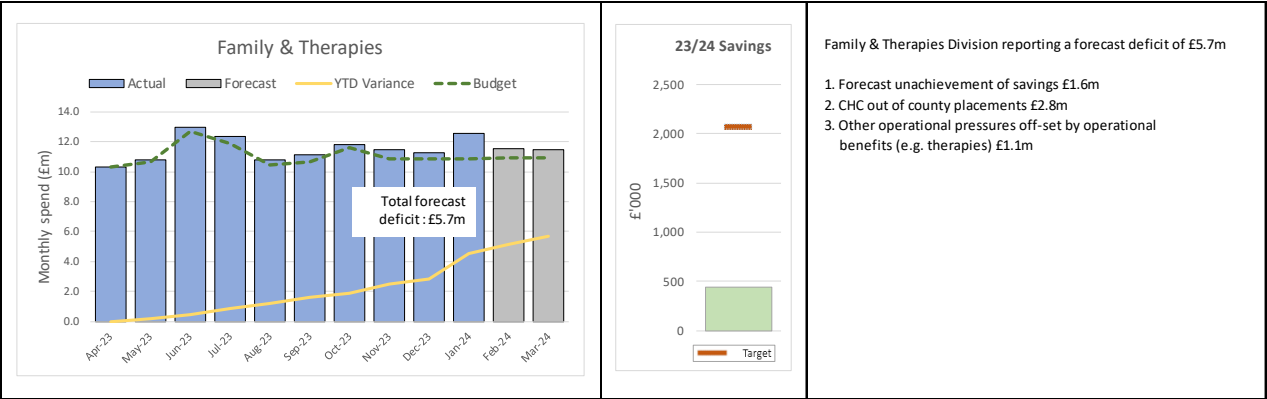 Family & Therapies
Actual
Forecast
YTD Variance
Budget
Monthly spend (£m)
14.0
12.0
10.0
8.0
6.0
4.0
2.0
0.0
Total forecast
deficit : £5.7m
Apr-23
May-23
Jun-23
Jul-23
Aug-23
Sep-23
Oct-23
Nov-23
Dec-23
Jan-24
Feb-24
Mar-24
23/24 Savings
£'000
2,500
2,000
1,500
1,000
500
0
Target
Family & Therapies Division reporting a forecast deficit of £5.7m
1. Forecast unachievement of savings £1.6m
2. CHC out of county placements £2.8m
3. Other operational pressures off-set by operational
benefits (e.g. therapies) £1.1m